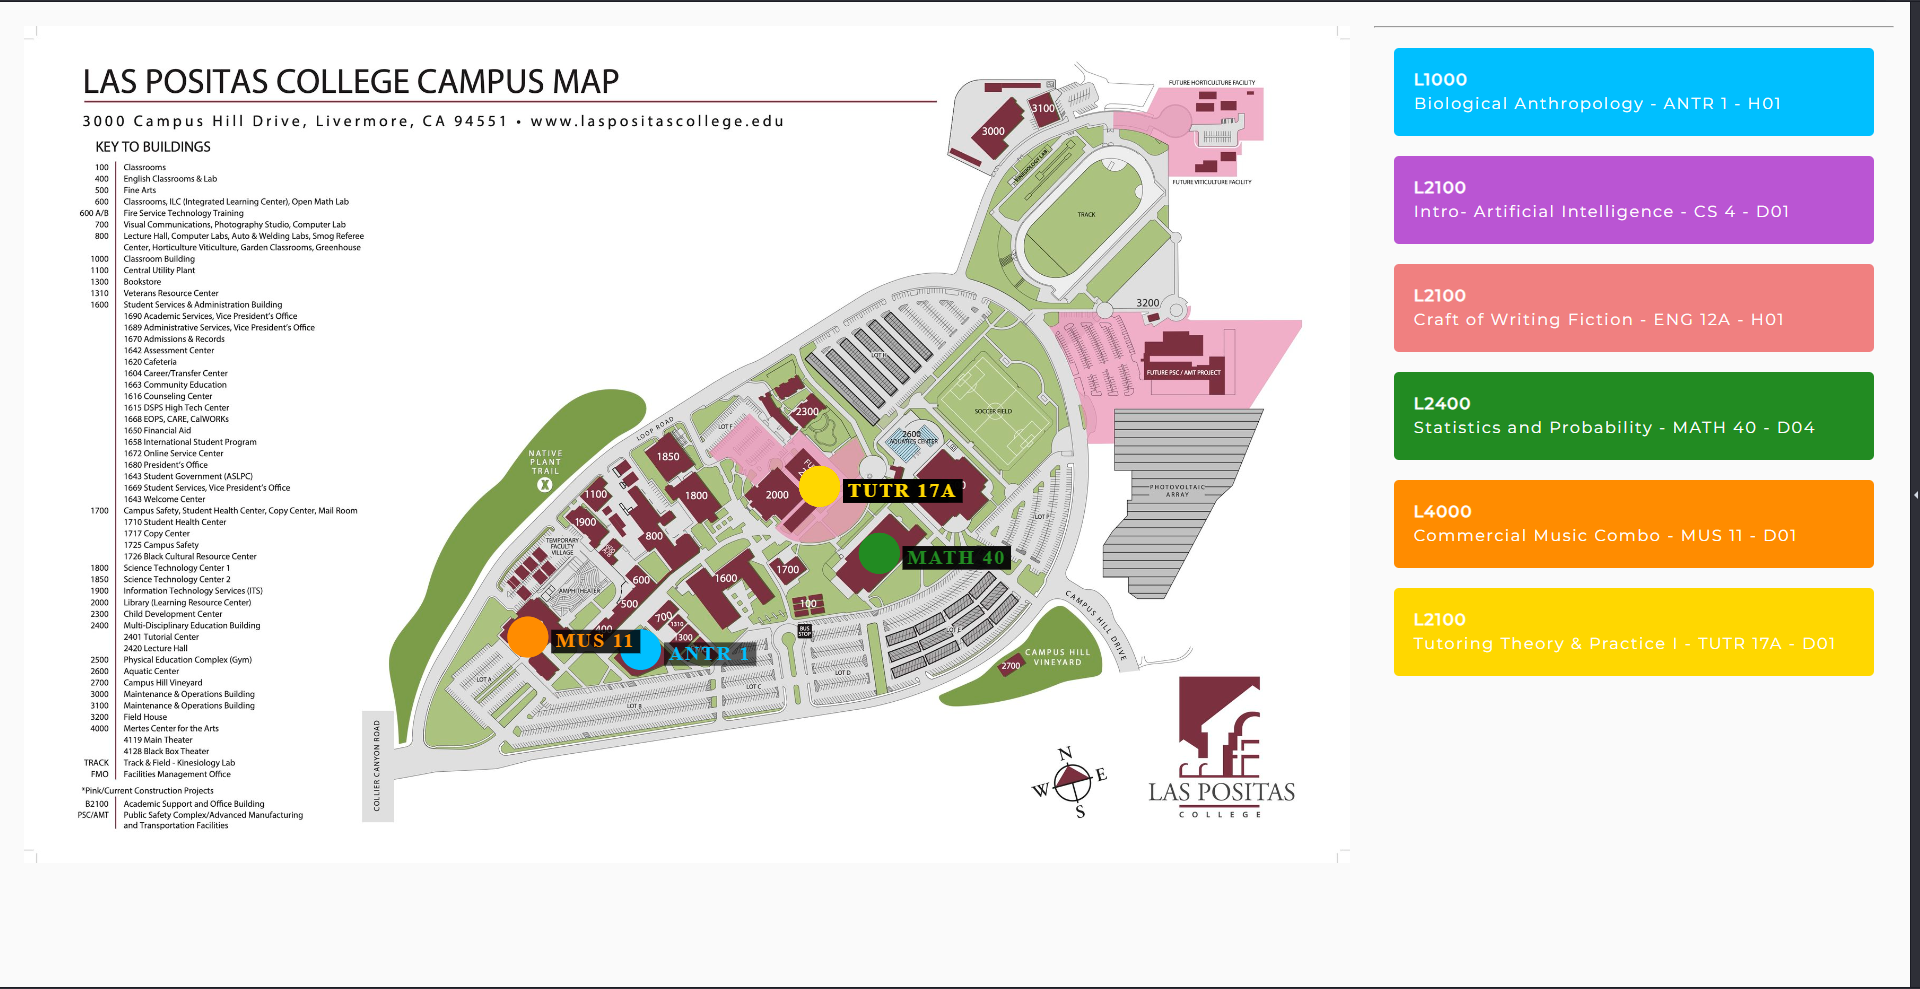 LAS POSITAS COLLEGE CAMPUS MAP
3000 Campus Hill Drive, Livermore, CA 94551 • www.laspositascollege.edu
KEY TO BUILDINGS
100 Classrooms
400 English Classrooms & Lab
500 Fine Arts
600 Classrooms, ILC (Integrated Learning Center), Open Math Lab
600 A/B Fire Service Technology Training
700 Visual Communications, Photography Studio, Computer Lab
800 Lecture Hall, Computer Labs, Auto & Welding Labs, Smog Referee
Center, Horticulture Viticulture, Garden Classrooms, Greenhouse
1000 Classroom Building
1100 Central Utility Plant
1300 Bookstore
1310 Veterans Resource Center
1600 Student Services & Administration Building
1690 Academic Services, Vice President's Office
1689 Administrative Services, Vice President's Office
1670 Admissions & Records
1642 Assessment Center
1620 Cafeteria
1604 Career/Transfer Center
1663 Community Education
1616 Counseling Center
1615 DSPS High Tech Center
1668 EOPS, CARE, CalWORKs
1650 Financial Aid
1658 International Student Program
1672 Online Service Center
1680 President's Office
1643 Student Government (ASLPC)
1669 Student Services, Vice President's Office
1643 Welcome Center
1700 Campus Safety, Student Health Center, Copy Center, Mail Room
1710 Student Health Center
1717 Copy Center
1725 Campus Safety
1726 Black Cultural Resource Center
1800 Science Technology Center 1
1850 Science Technology Center 2
1900 Information Technology Services (ITS)
2000 Library (Learning Resource Center)
2300 Child Development Center
2400 Multi-Disciplinary Education Building
2401 Tutorial Center
2420 Lecture Hall
2500 Physical Education Complex (Gym)
2600 Aquatic Center
2700 Campus Hill Vineyard
3000 Maintenance & Operations Building
3100 Maintenance & Operations Building
3200 Field House
4000 Mertes Center for the Arts
4119 Main Theater
4128 Black Box Theater
TRACK Track & Field - Kinesiology Lab
FMO Facilities Management Office
*Pink/Current Construction Projects
B2100 Academic Support and Office Building
PSC/AMT Public Safety Complex/Advanced Manufacturing
and Transportation Facilities
FUTURE HORTICULTURE FACILITY
3100
3000
KINESIOLOGY LAB
FUTURE VITICULTURE FACILITY
TRACK
3200
LOT H
FUTURE PSC / AMT PROJECT
SOCCER FIELD
2300
LOT F
LOOP ROAD
2600
AQUATICS CENTER
NATIVE
PLANT
TRAIL
1850
1100
1800
2000
TUTR 17A
PHOTOVOLTAIC
ARRAY
LOT P
1900
800
TEMPORARY
FACULTY
VILLAGE
MATH 40
1700
600
1600
AMPHITHEATER
500
100
700
1310
1300
400
BUS
STOP
LOT E
CAMPUS HILL DRIVE
MUS 11
ANTR 1
CAMPUS HILL
VINEYARD
2700
LOT A
LOT B
LOT C
LOT D
COLLIER CANYON ROAD
N
W
E
S
LAS POSITAS
COLLEGE
L1000
Biological Anthropology - ANTR 1 - H01
L2100
Intro- Artificial Intelligence - CS 4 - D01
L2100
Craft of Writing Fiction - ENG 12A - H01
L2400
Statistics and Probability - MATH 40 - D04
L4000
Commercial Music Combo - MUS 11 - D01
L2100
Tutoring Theory & Practice I - TUTR 17A - D01